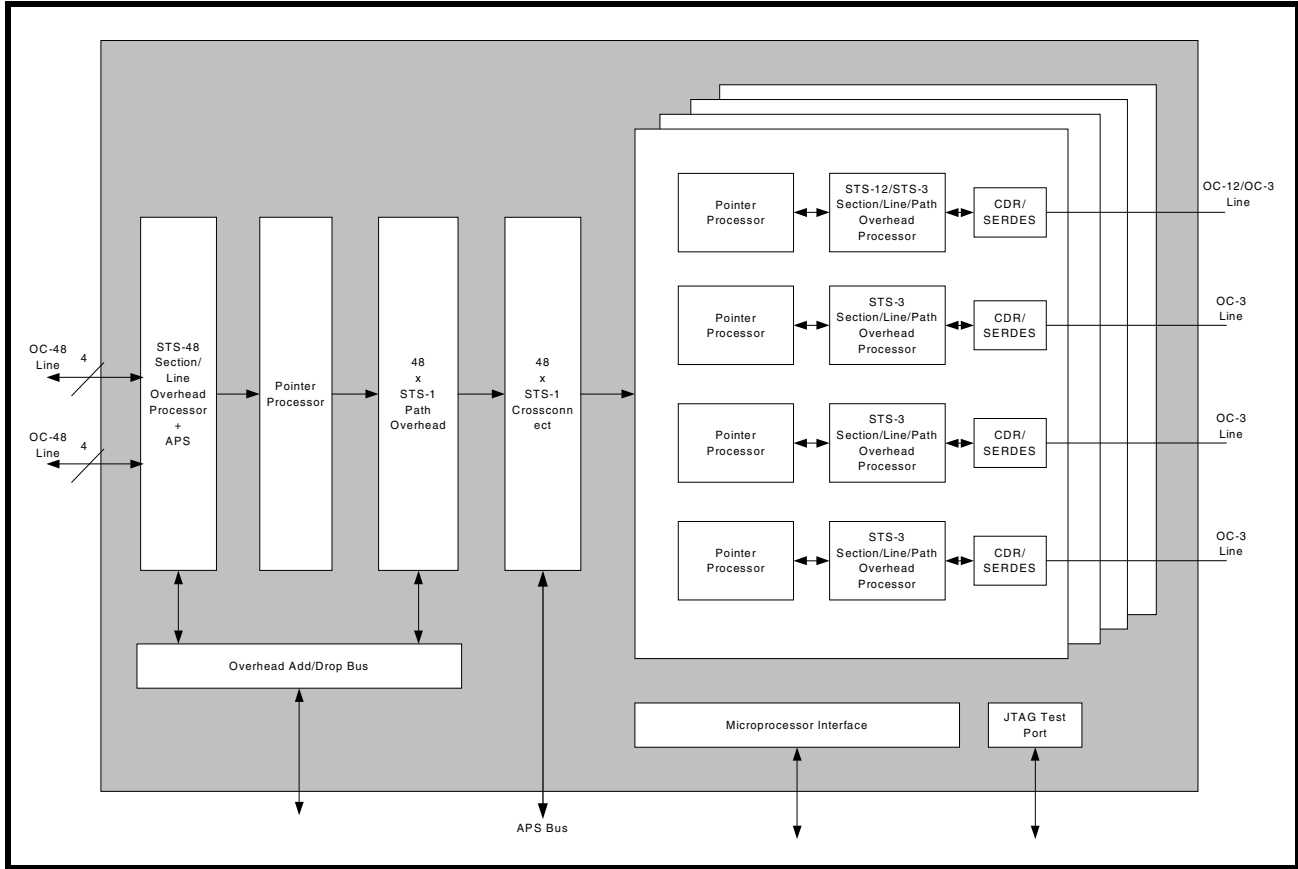 OC-48
Line
4
OC-48
Line
4
STS-48
Section/
Line
Overhead
Processor
+
APS
Pointer
Processor
48
x
STS-1
Path
Overhead
48
x
STS-1
Crossconn
ect
Pointer
Processor
STS-12/STS-3
Section/Line/Path
Overhead
Processor
CDR/
SERDES
OC-12/OC-3
Line
Pointer
Processor
STS-3
Section/Line/Path
Overhead
Processor
CDR/
SERDES
OC-3
Line
Pointer
Processor
STS-3
Section/Line/Path
Overhead
Processor
CDR/
SERDES
OC-3
Line
Pointer
Processor
STS-3
Section/Line/Path
Overhead
Processor
CDR/
SERDES
OC-3
Line
Overhead Add/Drop Bus
Microprocessor Interface
JTAG Test
Port
APS Bus